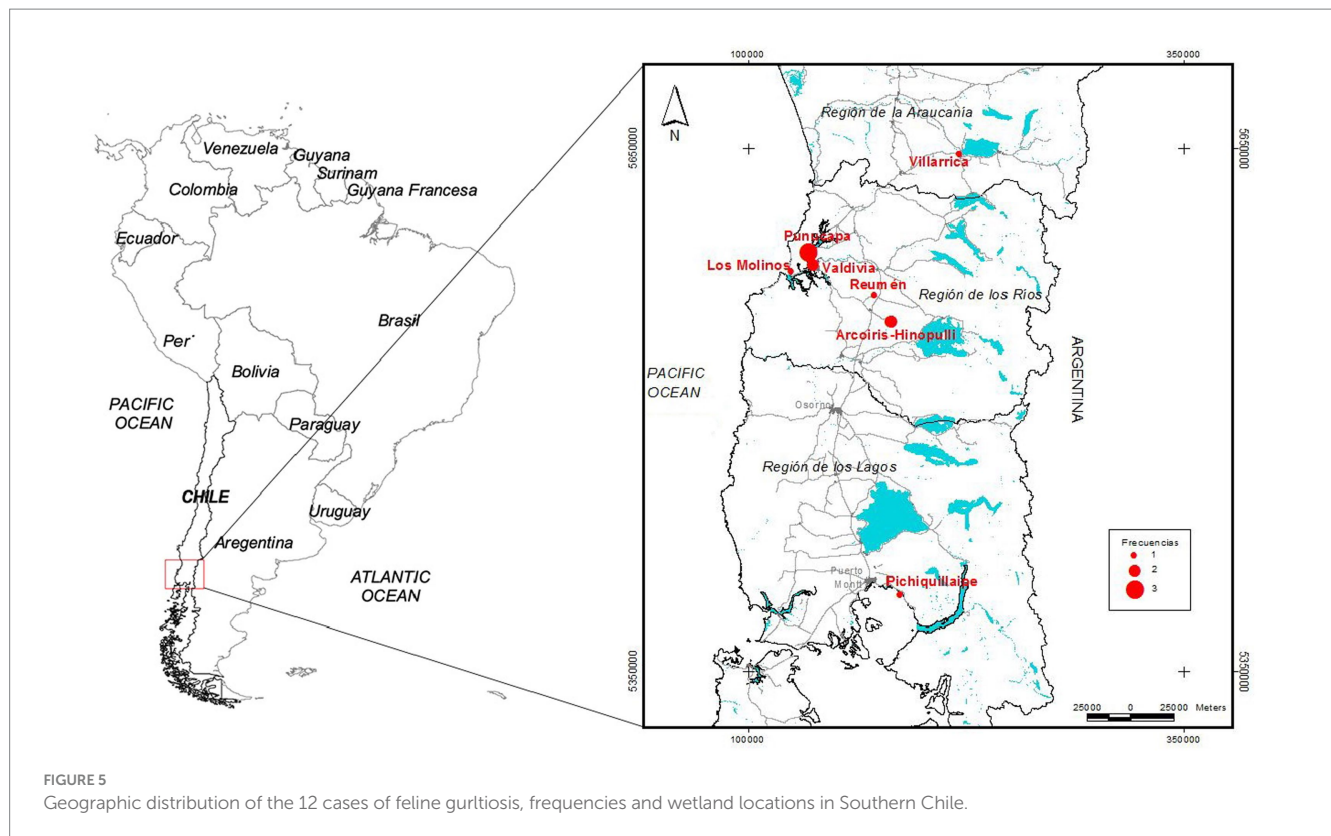 Venezuela
Guyana
Surinam
Guyana Francesa
Colombia
Ecuador
Brasil
Per˙
Bolivia
PACIFIC
OCEAN
Paraguay
CHILE
Uruguay
Aregentina
ATLANTIC
OCEAN
100000
350000
N
Región de la Araucanía
5650000
5650000
Villarrica
Punucapa
Los Molinos
Valdivia
Reumén
Región de los Ríos
Arcoiris-Hinopulli
PACIFIC
OCEAN
ARGENTINA
Osorno
Región de los Lagos
Frecuencias
1
2
3
Puerto
Montt
Pichiquillaipe
5350000
5350000
25000 0 25000 Meters
100000
350000
FIGURE 5
Geographic distribution of the 12 cases of feline gurltiosis, frequencies and wetland locations in Southern Chile.